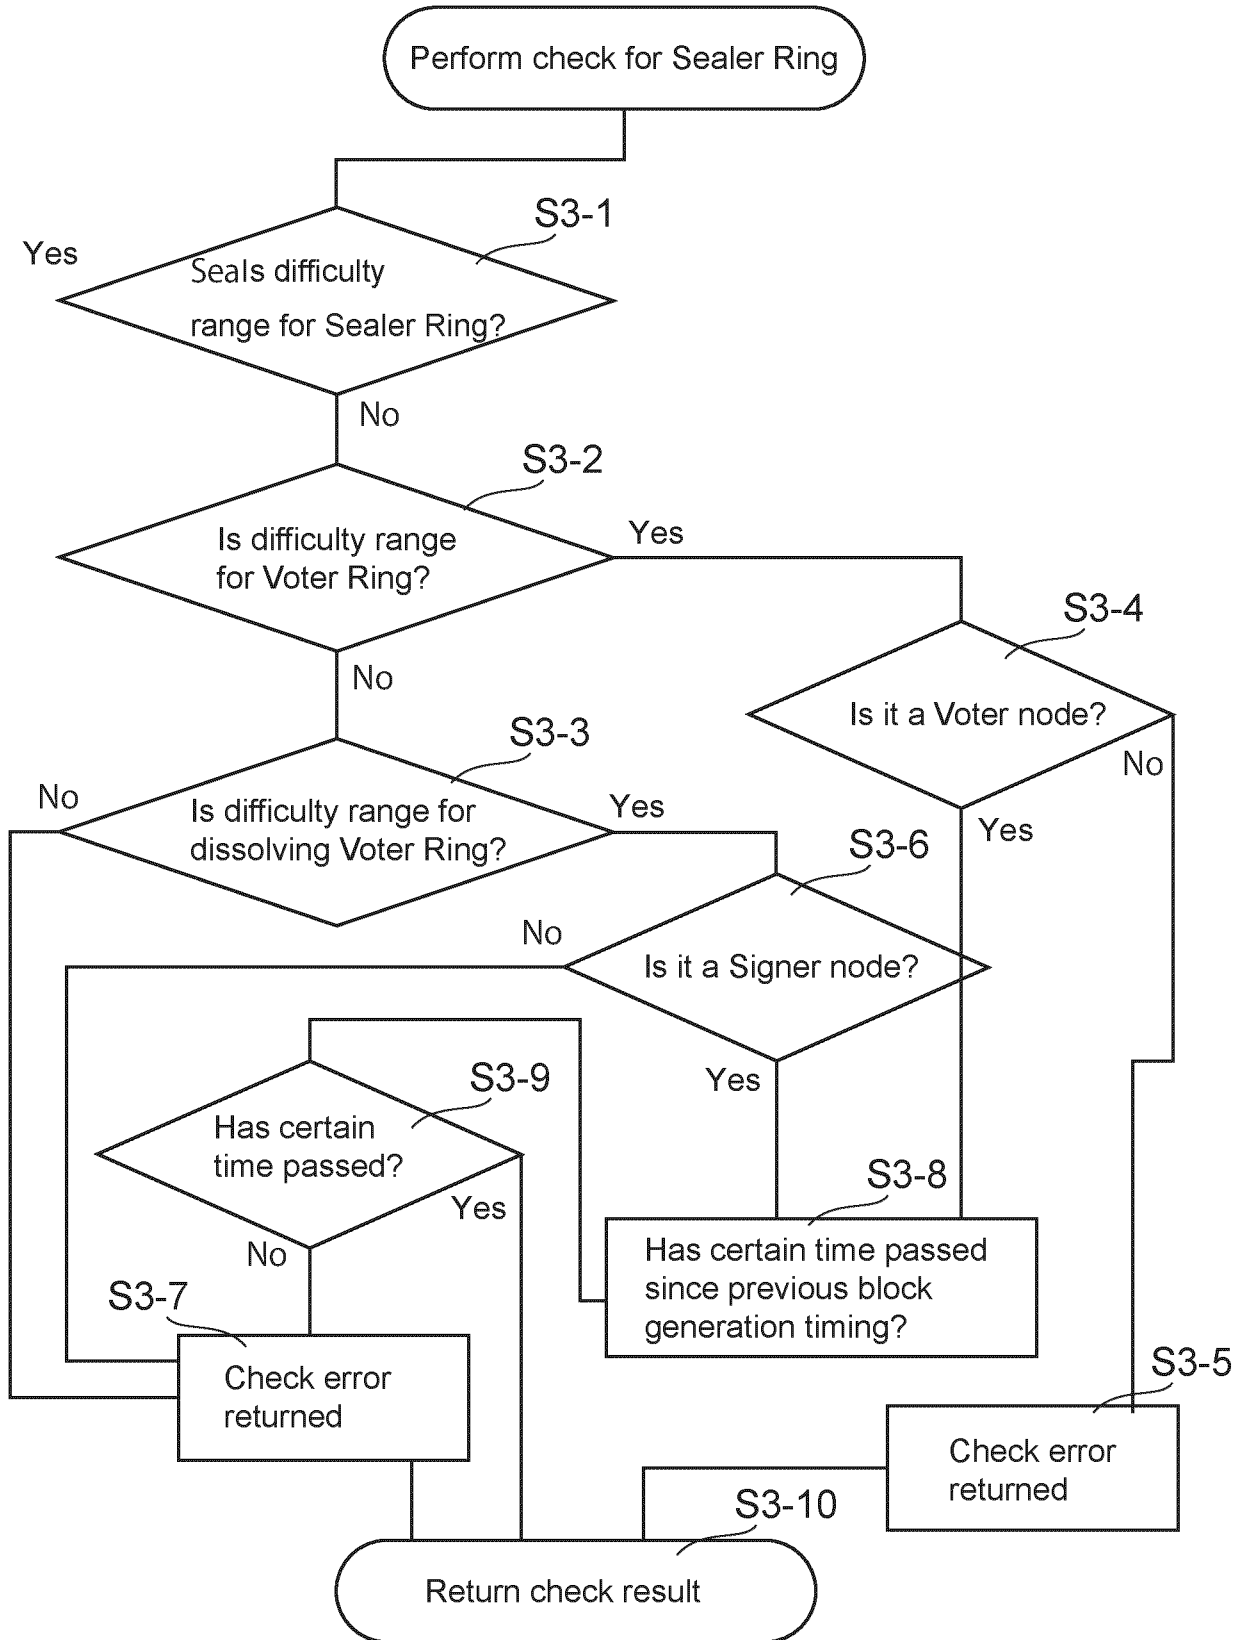 Perform check for Sealer Ring
S3-1
Yes
Seals difficulty
range for Sealer Ring?
No
S3-2
Is difficulty range
for Voter Ring?
Yes
S3-4
No
Is it a Voter node?
No
S3-3
No
Is difficulty range for
dissolving Voter Ring?
Yes
Yes
S3-6
No
Is it a Signer node?
Yes
S3-9
Has certain
time passed?
Yes
No
S3-8
Has certain time passed
since previous block
generation timing?
S3-7
Check error
returned
S3-5
Check error
returned
S3-10
Return check result